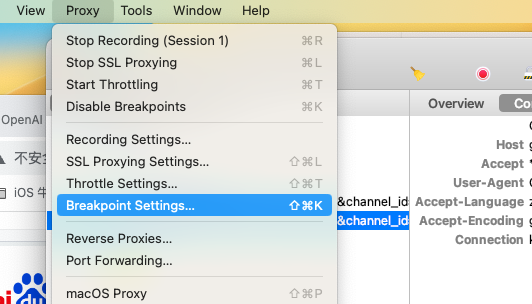 View Proxy Tools Window Help
Stop Recording (Session 1) ⌘R
Stop SSL Proxying ⌘L
Start Throttling ⌘T
Disable Breakpoints ⌘K
Overview
OpenAI
Recording Settings...
Host
不安
SSL Proxying Settings... ⇧⌘L
Accept
Throttle Settings... ⇧⌘T
User-Agent
iOS 牛
Breakpoint Settings... ⇧⌘K
&channel_id
Accept-Language
&channel_id
Accept-Encoding
Reverse Proxies...
Connection
Port Forwarding...
macOS Proxy ⇧⌘P